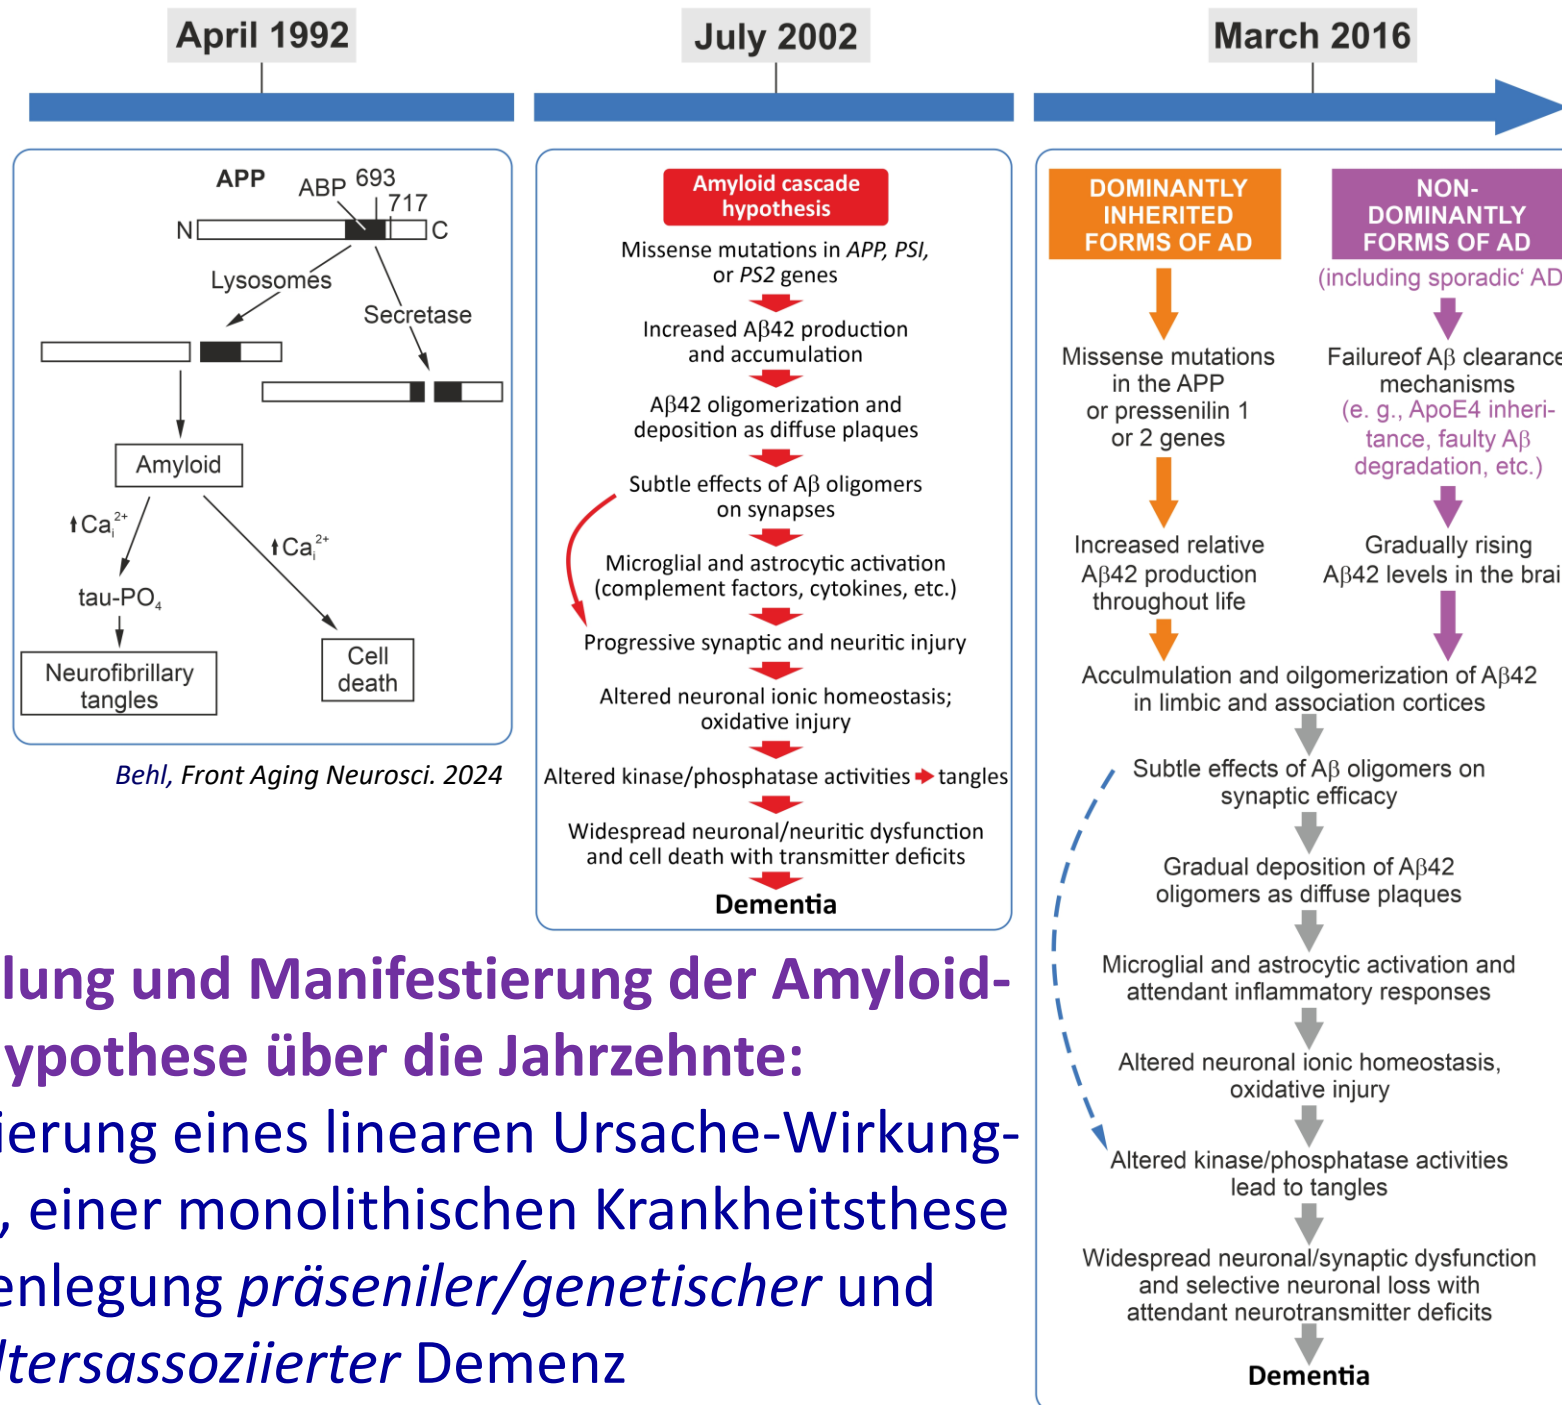 April 1992
July 2002
March 2016
APP
ABP
693
717
N
C
Lysosomes
Secretase
Amyloid
Ca²⁺ᵢ
Ca²⁺ᵢ
tau-PO₄
Neurofibrillary
tangles
Cell
death
Behl, Front Aging Neurosci. 2024
Amyloid cascade
hypothesis
Missense mutations in APP, PSI,
or PS2 genes
Increased Aβ42 production
and accumulation
Aβ42 oligomerization and
deposition as diffuse plaques
Subtle effects of Aβ oligomers
on synapses
Microglial and astrocytic activation
(complement factors, cytokines, etc.)
Progressive synaptic and neuritic injury
Altered neuronal ionic homeostasis;
oxidative injury
Altered kinase/phosphatase activities tangles
Widespread neuronal/neuritic dysfunction
and cell death with transmitter deficits
Dementia
DOMINANTLY
INHERITED
FORMS OF AD
Missense mutations
in the APP
or pressenilin 1
or 2 genes
Increased relative
Aβ42 production
throughout life
NON-
DOMINANTLY
FORMS OF AD
(including sporadic‘ AD
Failureof Aβ clearance
mechanisms
(e. g., ApoE4 inheri-
tance, faulty Aβ
degradation, etc.)
Gradually rising
Aβ42 levels in the brai
Acculmulation and oilgomerization of Aβ42
in limbic and association cortices
Subtle effects of Aβ oligomers on
synaptic efficacy
Gradual deposition of Aβ42
oligomers as diffuse plaques
Microglial and astrocytic activation and
attendant inflammatory responses
Altered neuronal ionic homeostasis,
oxidative injury
Altered kinase/phosphatase activities
lead to tangles
Widespread neuronal/synaptic dysfunction
and selective neuronal loss with
attendant neurotransmitter deficits
Dementia
lung und Manifestierung der Amyloid-
ypothese über die Jahrzehnte:
ierung eines linearen Ursache-Wirkung-
, einer monolithischen Krankheitsthese
enlegung präseniler/genetischer und
ltersassoziierter Demenz